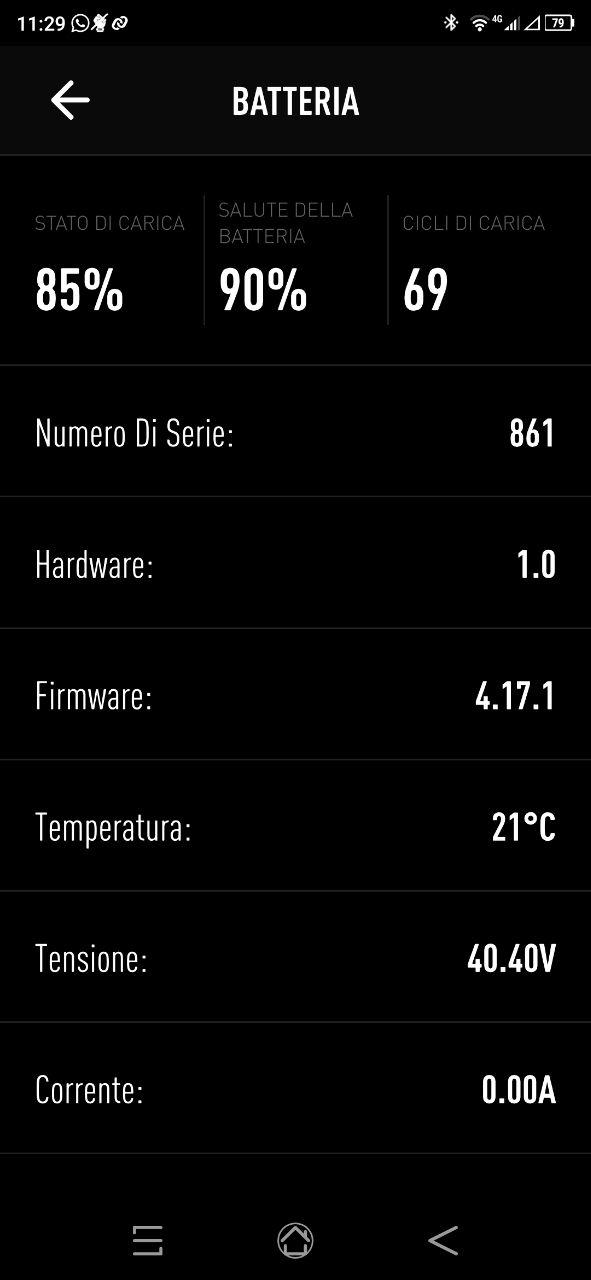 11:29 4G 79
BATTERIA
STATO DI CARICA
85%
SALUTE DELLA
BATTERIA
90%
CICLI DI CARICA
69
Numero Di Serie: 861
Hardware: 1.0
Firmware: 4.17.1
Temperatura: 21°C
Tensione: 40.40V
Corrente: 0.00A